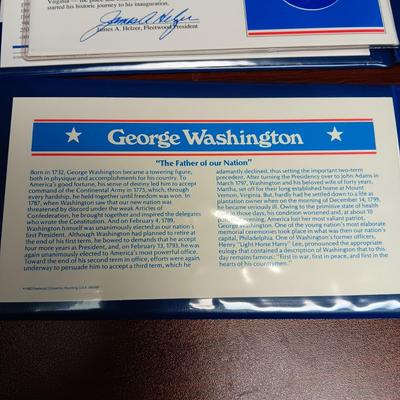 Virginia — the place and
started his historic journey to his inauguration.
James A. Helzer
James A. Helzer, Fleetwood President
George Washington
"The Father of our Nation"
Born in 1732, George Washington became a towering figure,
both in physique and accomplishments for his country. To
America's good fortune, his sense of destiny led him to accept
command of the Continental Army in 1775, which, through
every hardship, he held together until freedom was won. In
1787, when Washington saw that our new nation was
threatened by discord under the weak Articles of
Confederation, he brought together and inspired the delegates
who wrote the Constitution. And on February 4, 1789,
Washington himself was unanimously elected as our nation's
first President. Although Washington had planned to retire at
the end of his first term, he bowed to demands that he accept
four more years as President, and, on February 13, 1793, he was
again unanimously elected to America's most powerful office.
Toward the end of his second term in office, efforts were again
underway to persuade him to accept a third term, which he
adamantly declined, thus setting the important two-term
precedent. After turning the Presidency over to John Adams in
March 1797, Washington and his beloved wife of forty years,
Martha, set off for their long established home at Mount
Vernon, Virginia. But, hardly had he settled down to a life as
plantation owner when on the morning of December 14, 1799,
he became seriously ill. Owing to the primitive state of health
care in those days, his condition worsened and, at about 10
p.m. America lost her most valiant patriot,
George Washington. One of the young nation's most elaborate
memorial ceremonies took place in what was then our nation's
capital, Philadelphia. One of Washington's former officers,
Henry "Light Horse Harry" Lee, pronounced the appropriate
eulogy that contained a description of Washington that to this
day remains famous: "First in war, first in peace, and first in the
hearts of his countrymen."